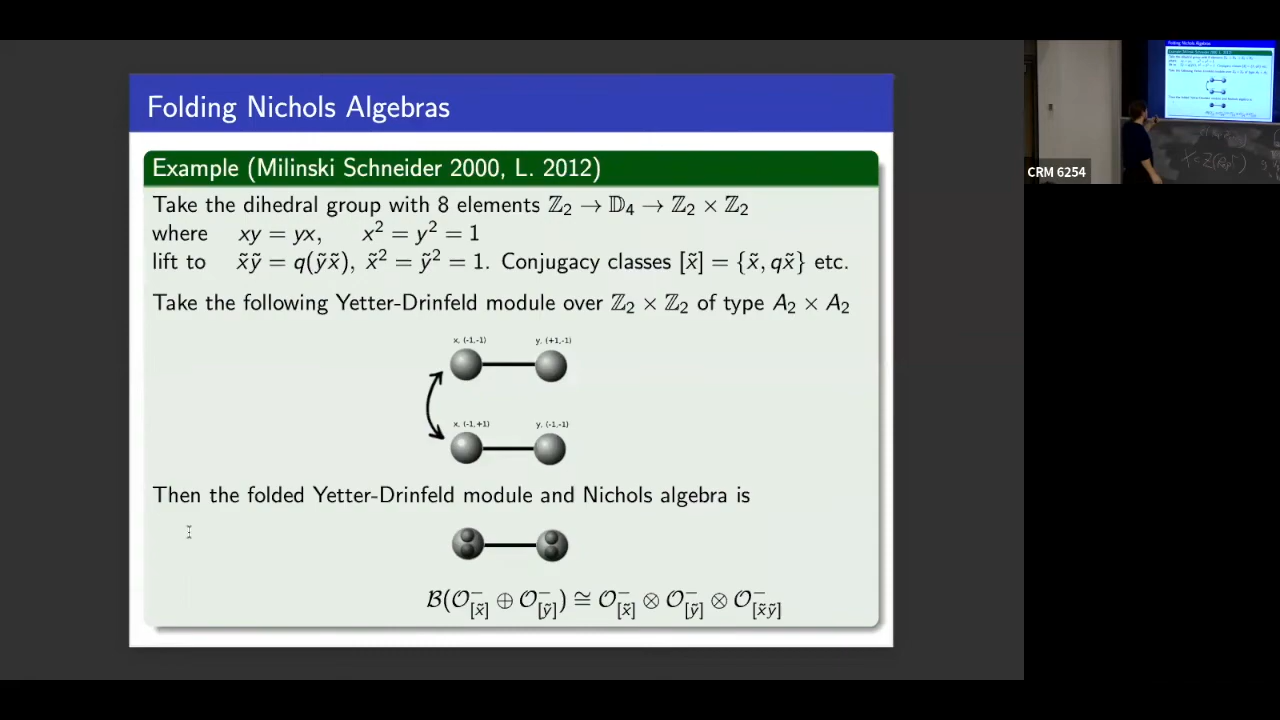 Folding Nichols Algebras
Example (Milinski Schneider 2000, L. 2012)
Take the dihedral group with 8 elements ℤ₂ → 𝔻₄ → ℤ₂ × ℤ₂
where xy = yx, x² = y² = 1
lift to x̃ỹ = q(ỹx̃), x̃² = ỹ² = 1. Conjugacy classes [x̃] = {x̃, qx̃} etc.
Take the following Yetter-Drinfeld module over ℤ₂ × ℤ₂ of type A₂ × A₂
x, (-1,-1) y, (+1,-1)
x, (-1,+1) y, (-1,-1)
Then the folded Yetter-Drinfeld module and Nichols algebra is
ℬ(𝒪⁻[x̃] ⊕ 𝒪⁻[ỹ]) ≅ 𝒪⁻[x̃] ⊗ 𝒪⁻[ỹ] ⊗ 𝒪⁻[x̃ỹ]
CRM 6254